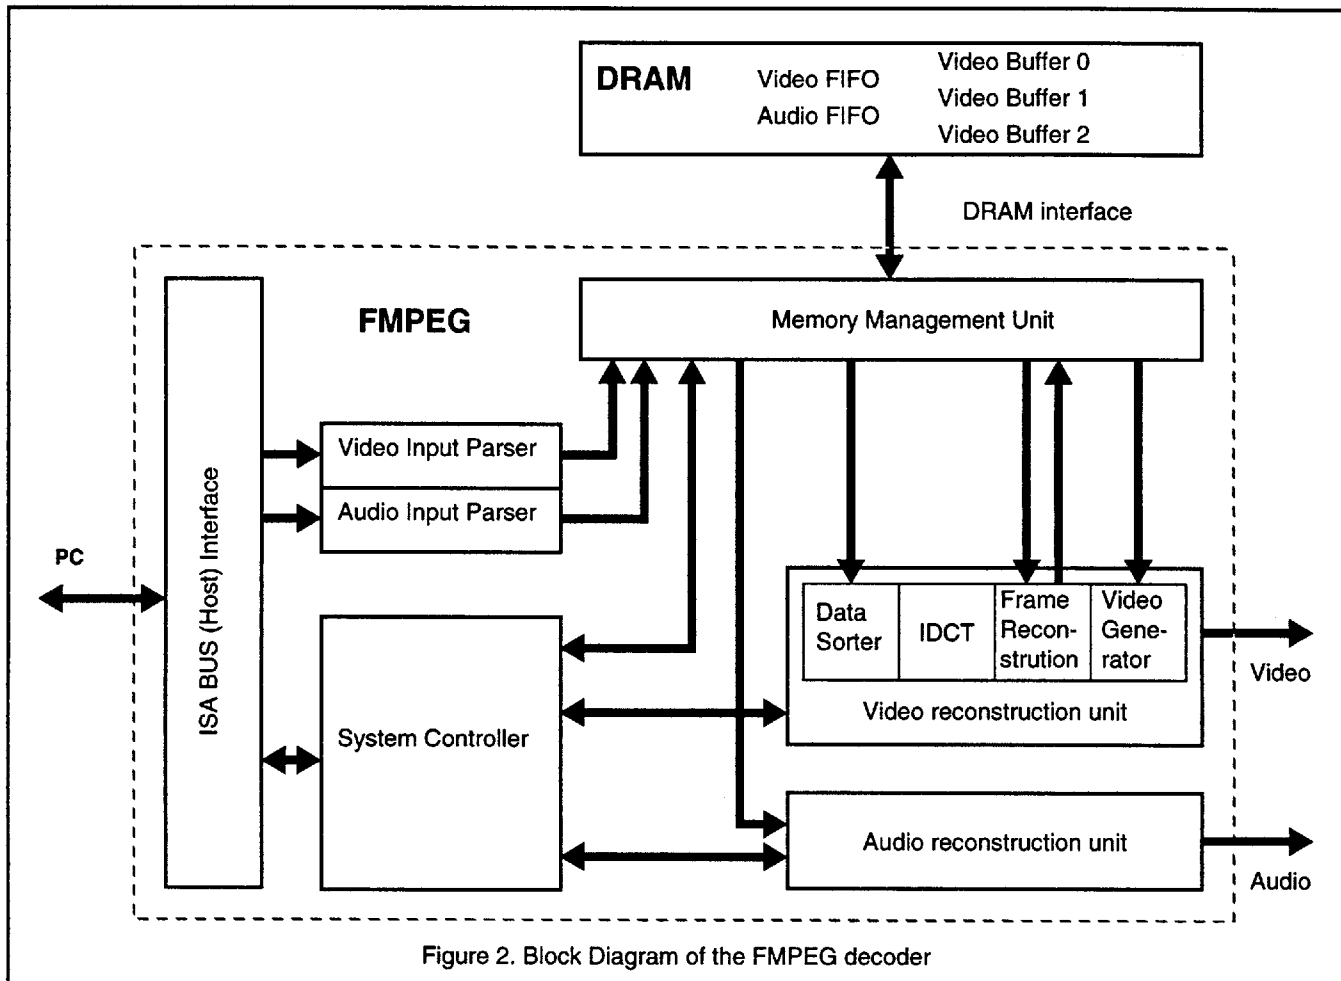 DRAM
Video FIFO
Audio FIFO
Video Buffer 0
Video Buffer 1
Video Buffer 2
DRAM interface
FMPEG
Memory Management Unit
Video Input Parser
Audio Input Parser
ISA BUS (Host) Interface
PC
System Controller
Data
Sorter
IDCT
Frame
Recon-
strution
Video
Gene-
rator
Video reconstruction unit
Video
Audio reconstruction unit
Audio
Figure 2. Block Diagram of the FMPEG decoder